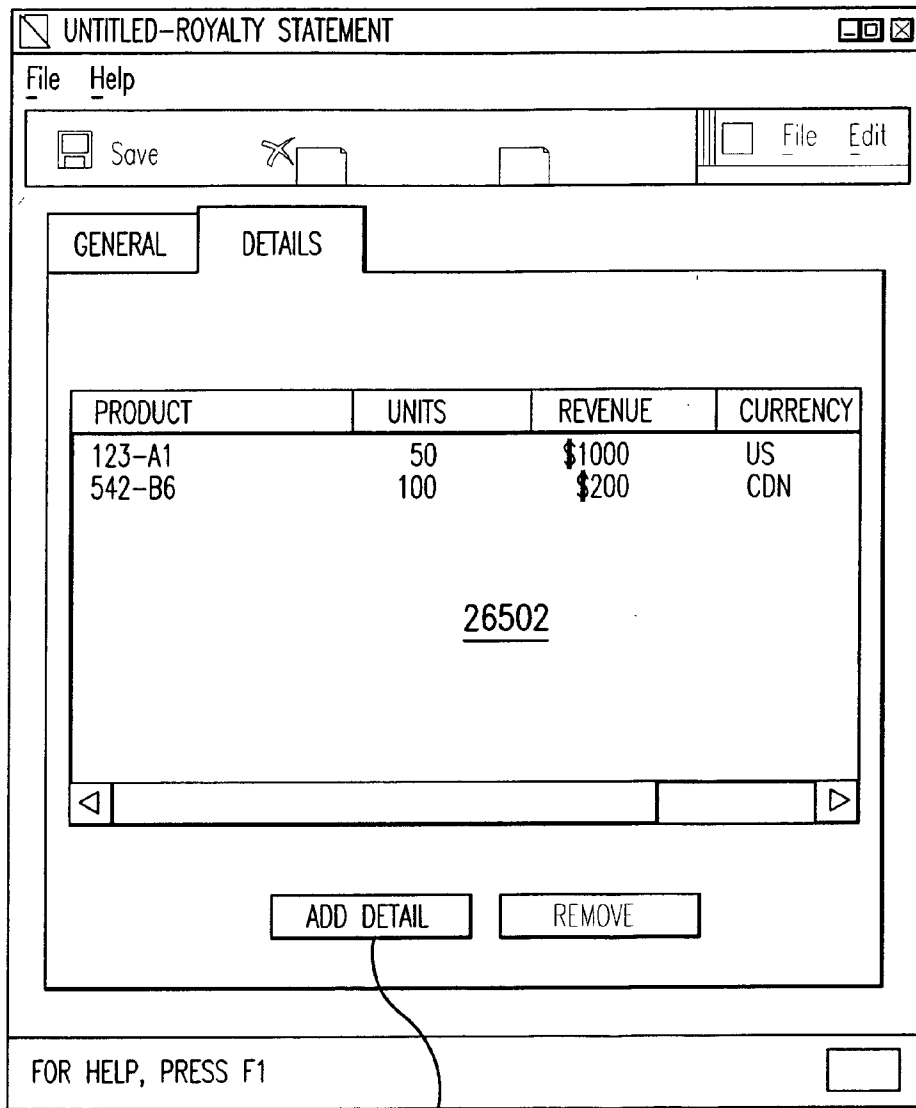 UNTITLED-ROYALTY STATEMENT
File Help
Save File Edit
GENERAL DETAILS
PRODUCT UNITS REVENUE CURRENCY
123-A1 50 $1000 US
542-B6 100 $200 CDN
26502
ADD DETAIL REMOVE
FOR HELP, PRESS F1